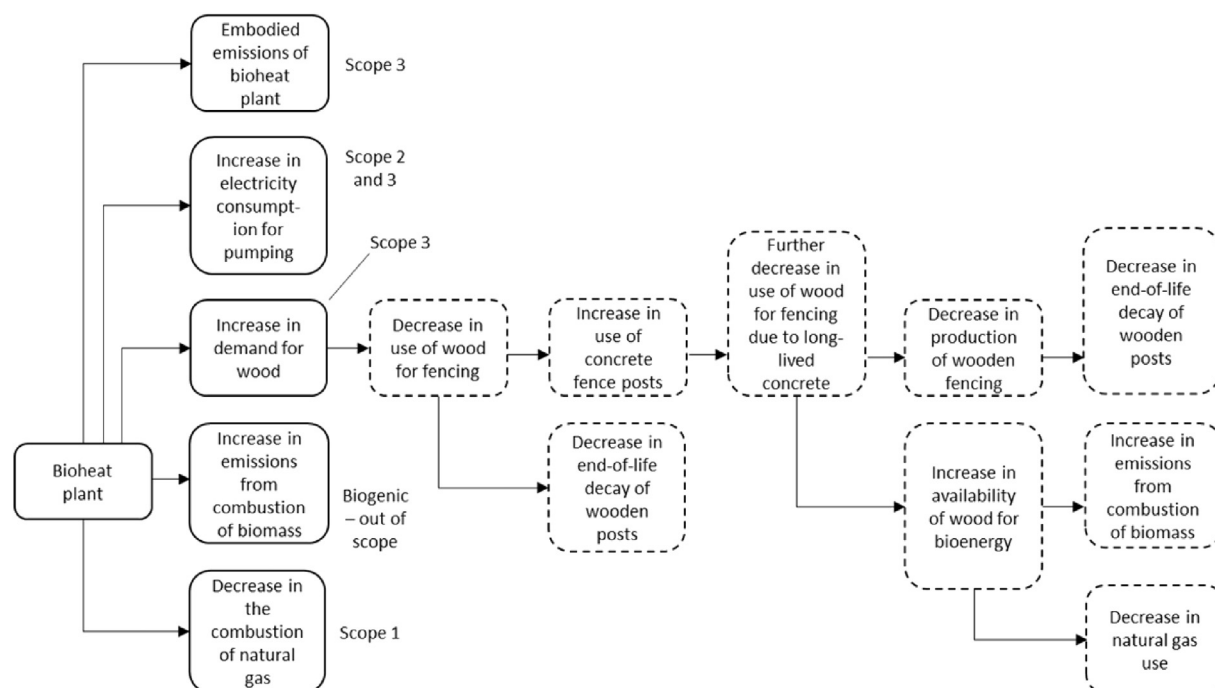 Embodied
emissions of
bioheat
plant
Scope 3
Increase in
electricity
consumpt-
ion for
pumping
Scope 2
and 3
Scope 3
Increase in
demand for
wood
Decrease in
use of wood
for fencing
Increase in
use of
concrete
fence posts
Further
decrease in
use of wood
for fencing
due to long-
lived
concrete
Decrease in
production
of wooden
fencing
Decrease in
end-of-life
decay of
wooden
posts
Bioheat
plant
Increase in
emissions
from
combustion
of biomass
Biogenic
– out of
scope
Decrease in
end-of-life
decay of
wooden
posts
Increase in
availability
of wood for
bioenergy
Increase in
emissions
from
combustion
of biomass
Decrease in
the
combustion
of natural
gas
Scope 1
Decrease in
natural gas
use